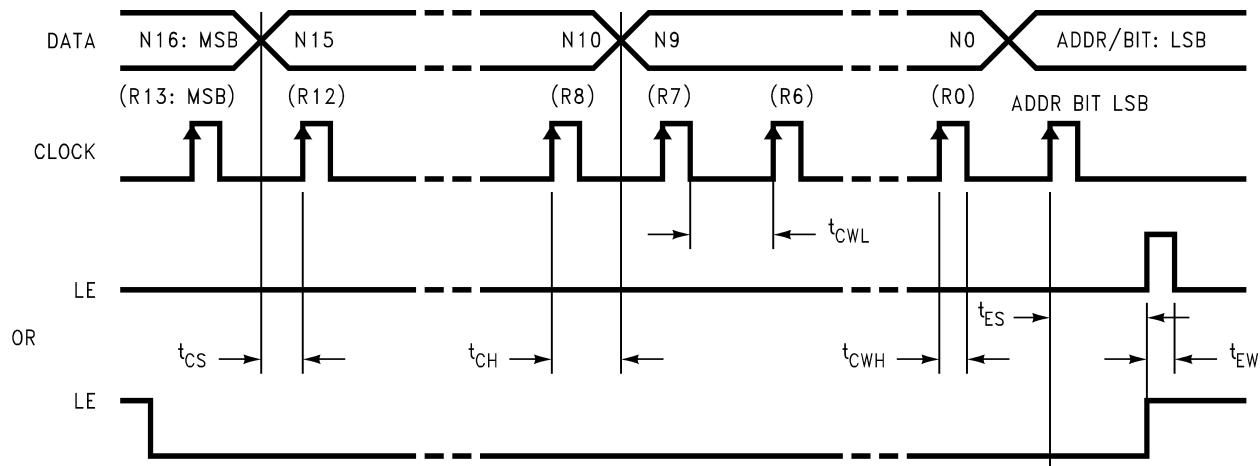 DATA N16: MSB N15 N10 N9 N0 ADDR/BIT: LSB
(R13: MSB) (R12) (R8) (R7) (R6) (R0) ADDR BIT LSB
CLOCK
tCWL
LE
tES
OR
tCS tCH tCWH tEW
LE